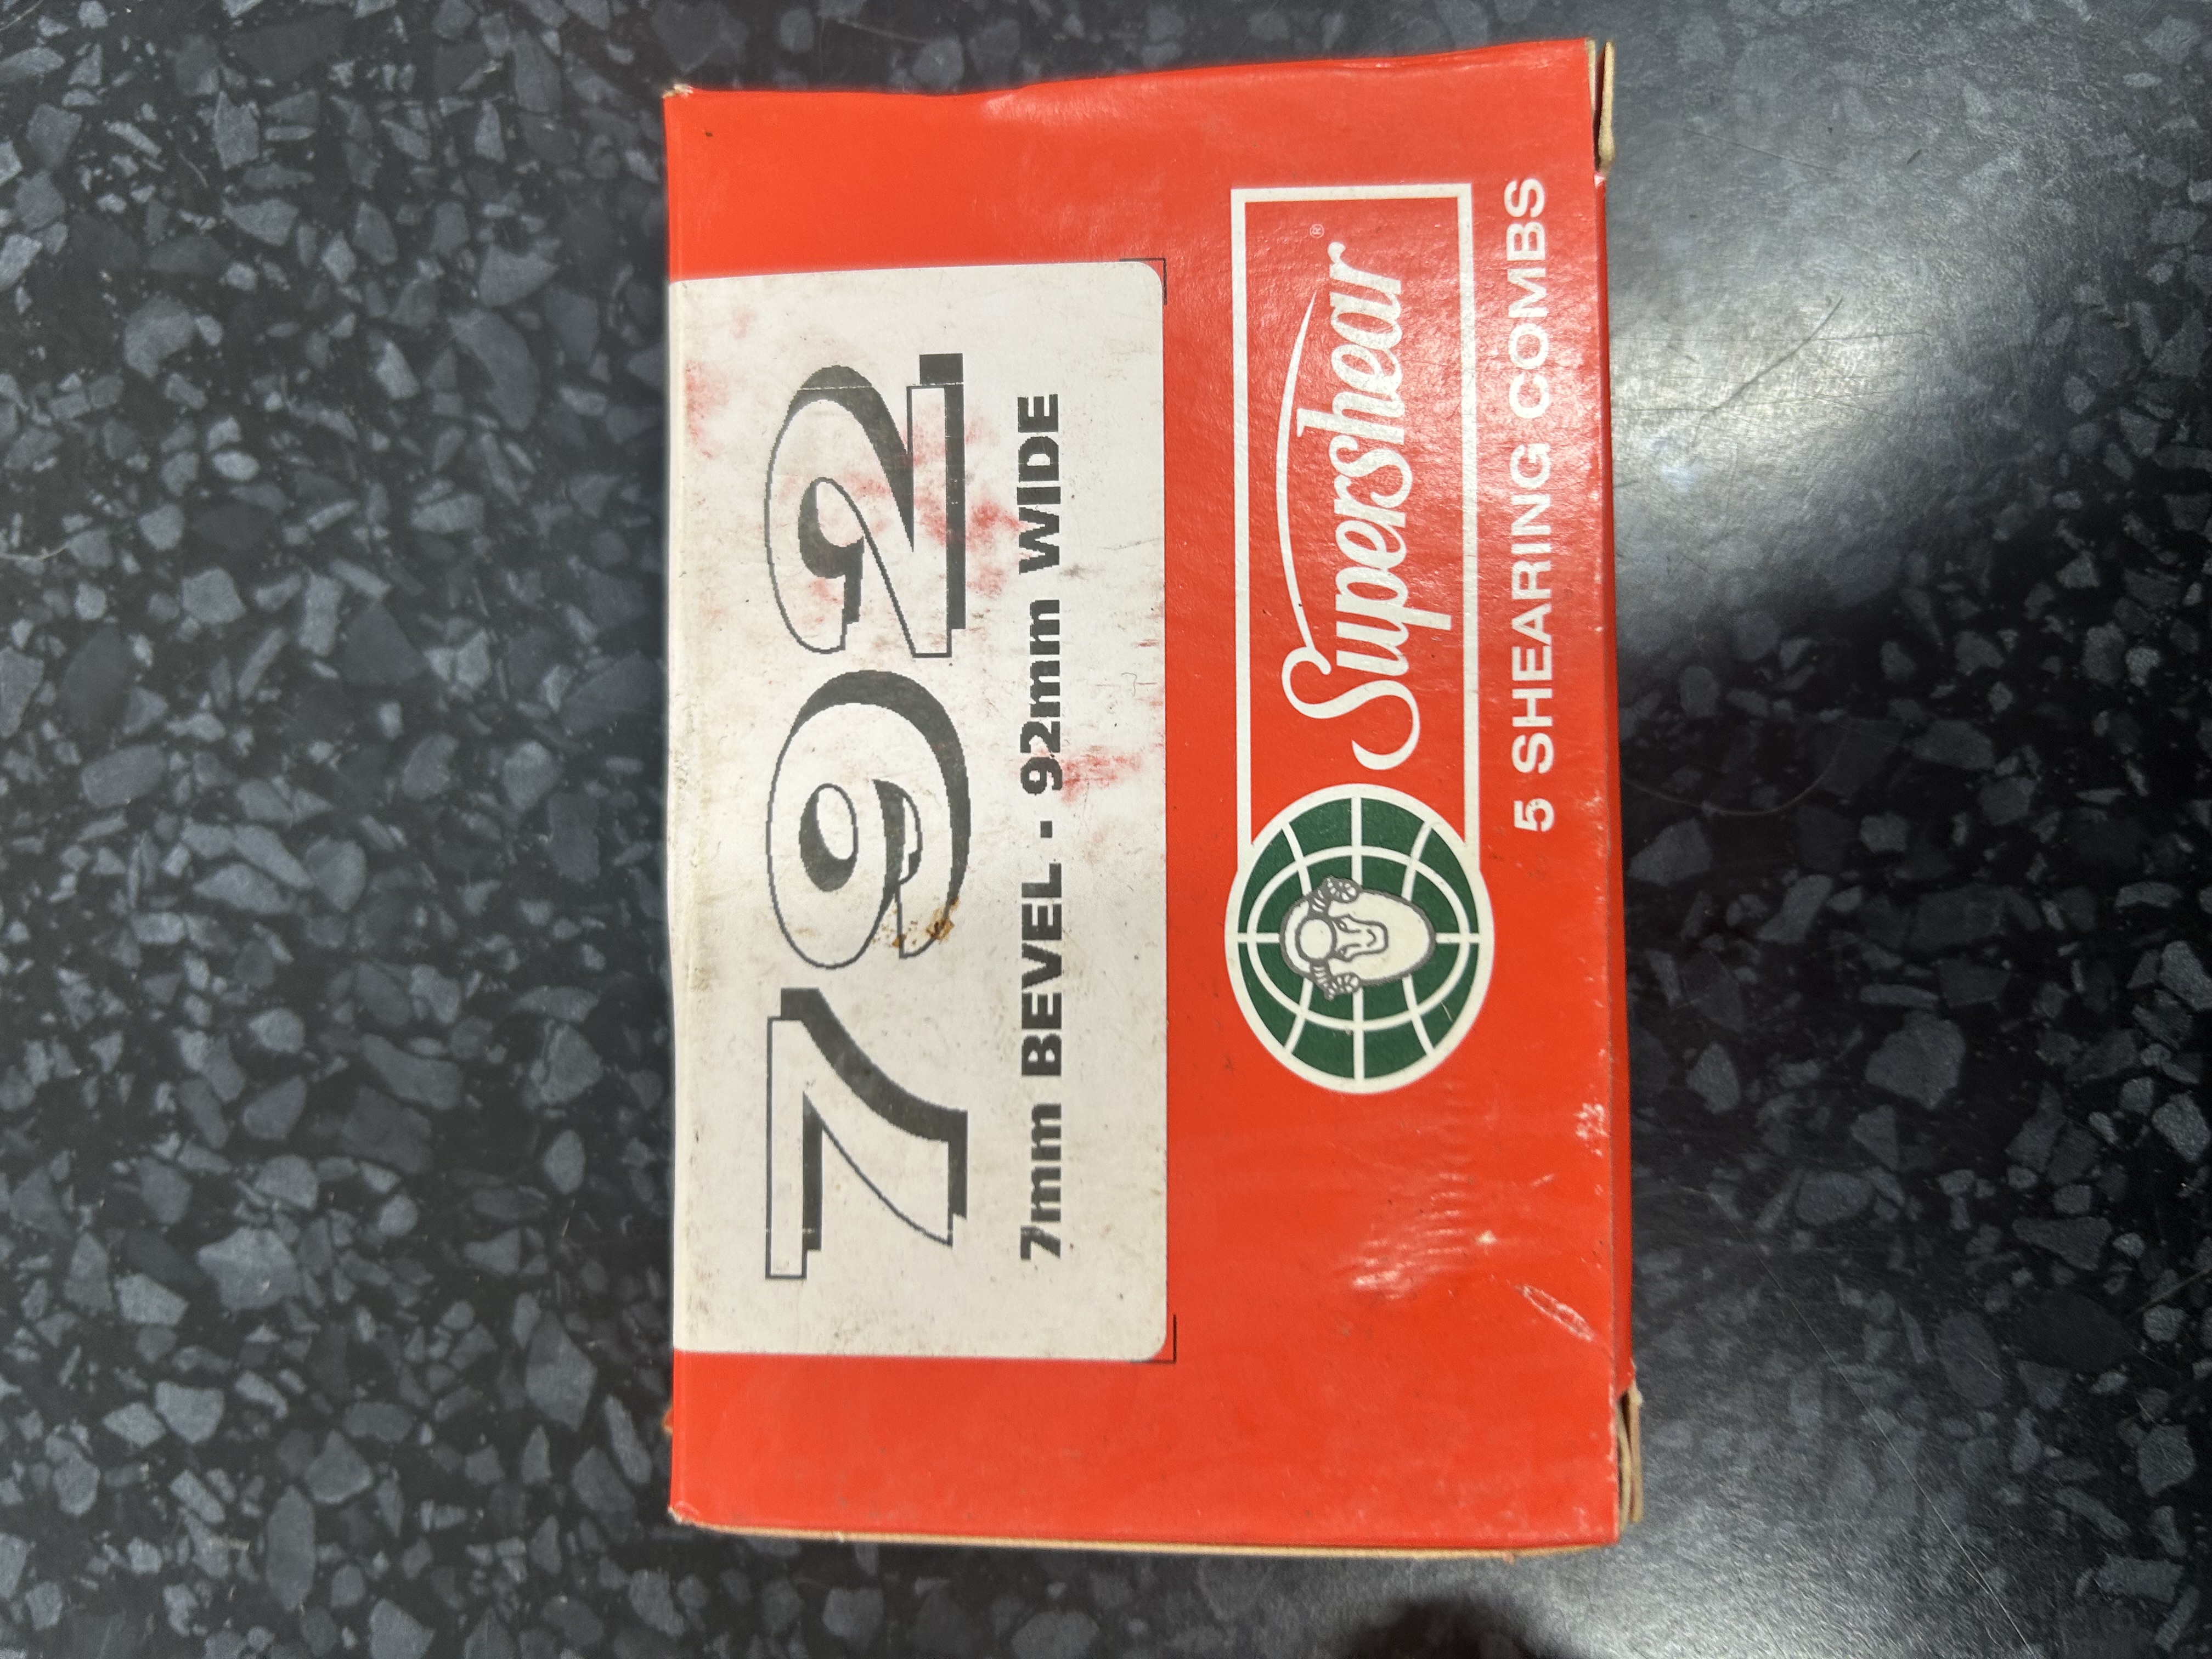 792
7mm BEVEL · 92mm WIDE
Supershear®
5 SHEARING COMBS